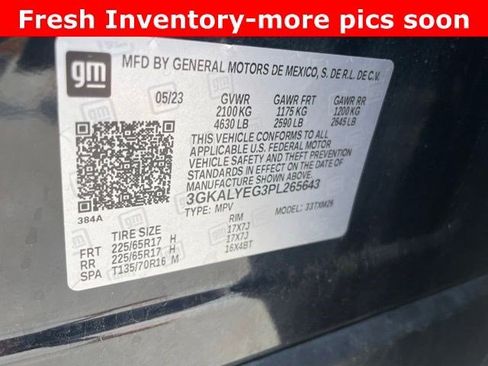 Fresh Inventory-more pics soon
gm
MFD BY GENERAL MOTORS DE MEXICO, S. DE R.L. DE C.V.
05/23 GVWR GAWR FRT GAWR RR
2100 KG 1175 KG 1200 KG
4630 LB 2590 LB 2645 LB
THIS VEHICLE CONFORMS TO ALL
APPLICABLE U.S. FEDERAL MOTOR
VEHICLE SAFETY, BUMPER, AND THEFT
PREVENTION STANDARDS IN EFFECT ON
THE DATE OF MANUFACTURE SHOWN ABOVE.
3GKALYEG3PL265643
TYPE: MPV MODEL: 33TXM26
384A
TIRE SIZE RIM
FRT 225/65R17 H 17X7J
RR 225/65R17 H 17X7J
SPA T135/70R16 M 16X4BT